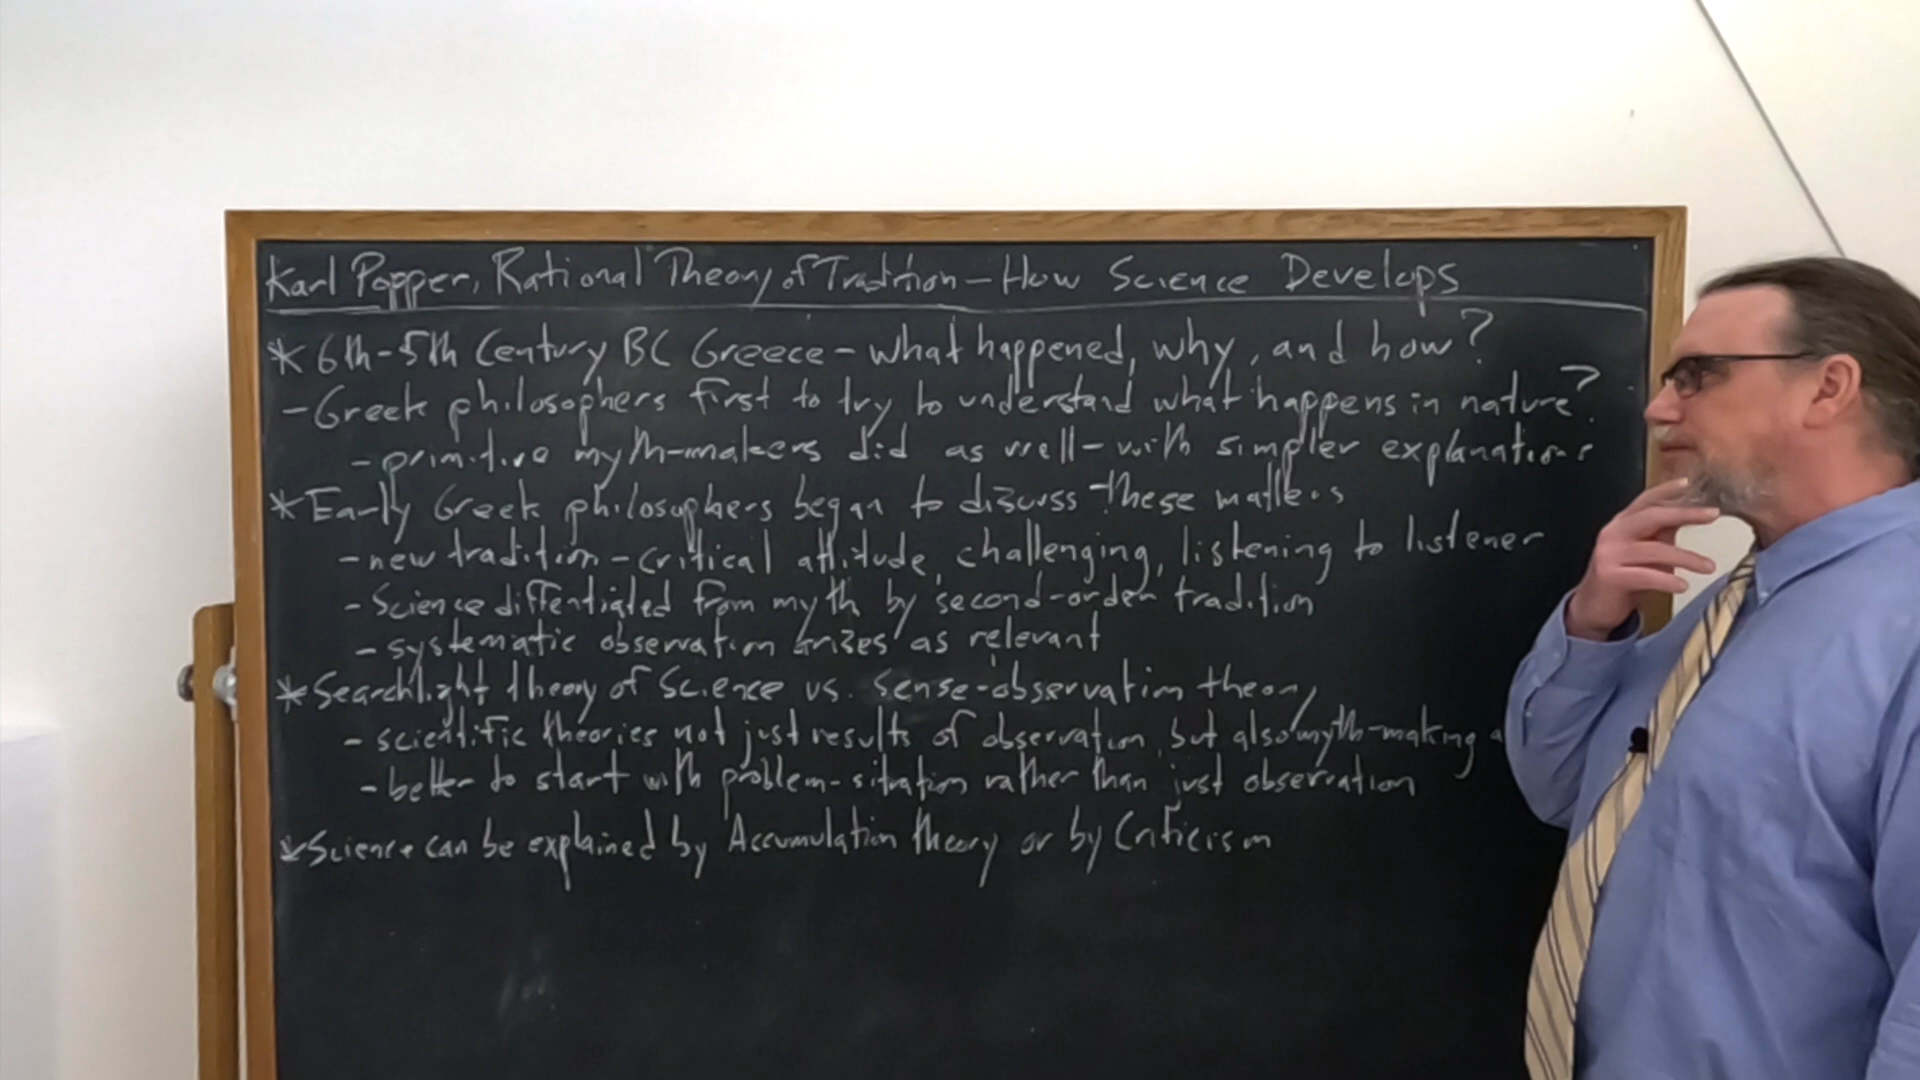 Karl Popper, Rational Theory of Tradition – How Science Develops
* 6th-5th Century BC Greece – what happened, why, and how?
- Greek philosophers first to try to understand what happens in nature?
- primitive myth-makers did as well – with simpler explanations
* Early Greek philosophers began to discuss these matters
- new tradition – critical attitude, challenging, listening to listener
- Science diffentiated from myth by second-order tradition
- systematic observation arizes as relevant
* Searchlight theory of Science vs. sense-observation theory
- scientific theories not just results of observation, but also myth-making
- better to start with problem-situation rather than just observation
* Science can be explained by Accumulation theory or by Criticism